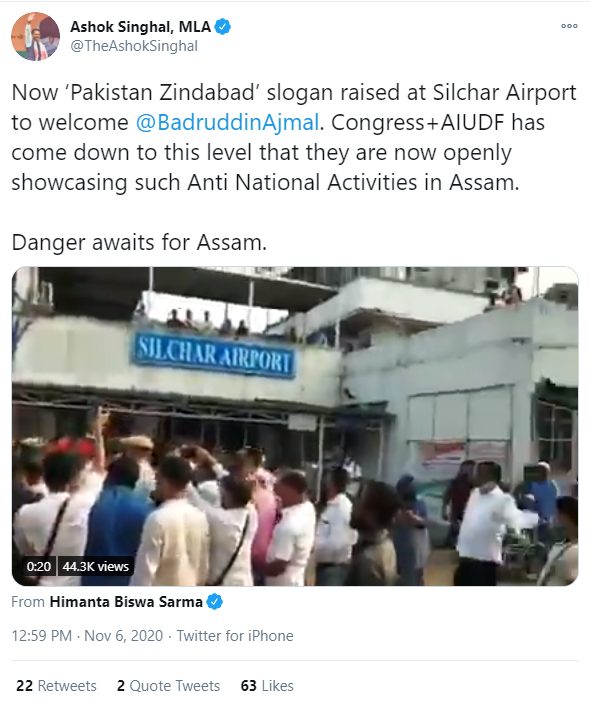 Ashok Singhal, MLA
@TheAshokSinghal
Now ‘Pakistan Zindabad’ slogan raised at Silchar Airport
to welcome @BadruddinAjmal. Congress+AIUDF has
come down to this level that they are now openly
showcasing such Anti National Activities in Assam.
Danger awaits for Assam.
SILCHAR AIRPORT
0:20 44.3K views
From Himanta Biswa Sarma
12:59 PM · Nov 6, 2020 · Twitter for iPhone
22 Retweets 2 Quote Tweets 63 Likes